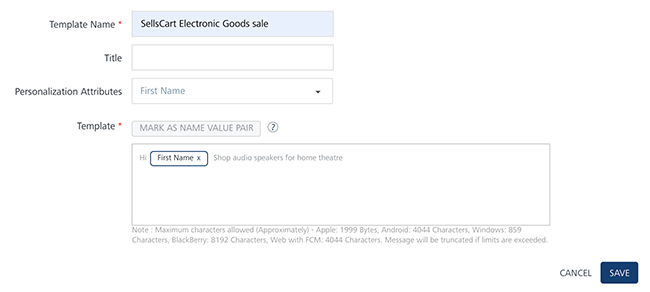 Template Name * SellsCart Electronic Goods sale
Title
Personalization Attributes First Name
Template * MARK AS NAME VALUE PAIR ?
Hi First Name x Shop audio speakers for home theatre
Note : Maximum characters allowed (Approximately) - Apple: 1999 Bytes, Android: 4044 Characters, Windows: 859
Characters, BlackBerry: 8192 Characters, Web with FCM: 4044 Characters. Message will be truncated if limits are exceeded.
CANCEL SAVE